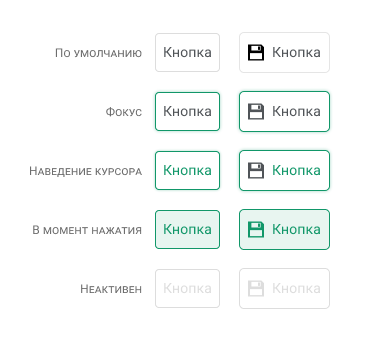 По умолчанию Кнопка Кнопка
Фокус Кнопка Кнопка
Наведение курсора Кнопка Кнопка
В момент нажатия Кнопка Кнопка
Неактивен Кнопка Кнопка